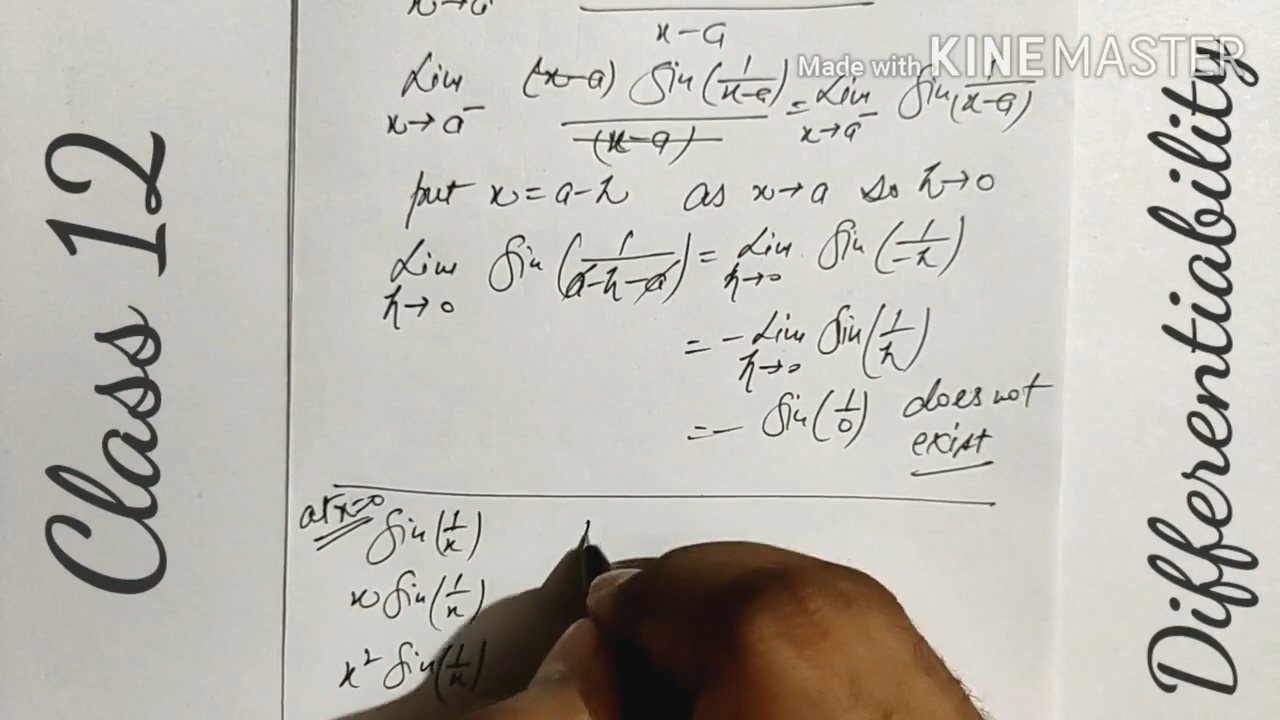 Class 12
x→a
x-a
Made with KINEMASTER
Lim x→a⁻ (x-a) Sin(1/x-a) / (x-a) = Lim x→a⁻ Sin(1/x-a)
put x = a-h as x→a so h→0
Lim h→0 Sin(1/a-h-a) = Lim h→0 Sin(1/-h)
= - Lim h→0 Sin(1/h)
= - Sin(1/0) does not exist
at x=0 Sin(1/x)
x Sin(1/x)
x² Sin(1/x)
Differentiability